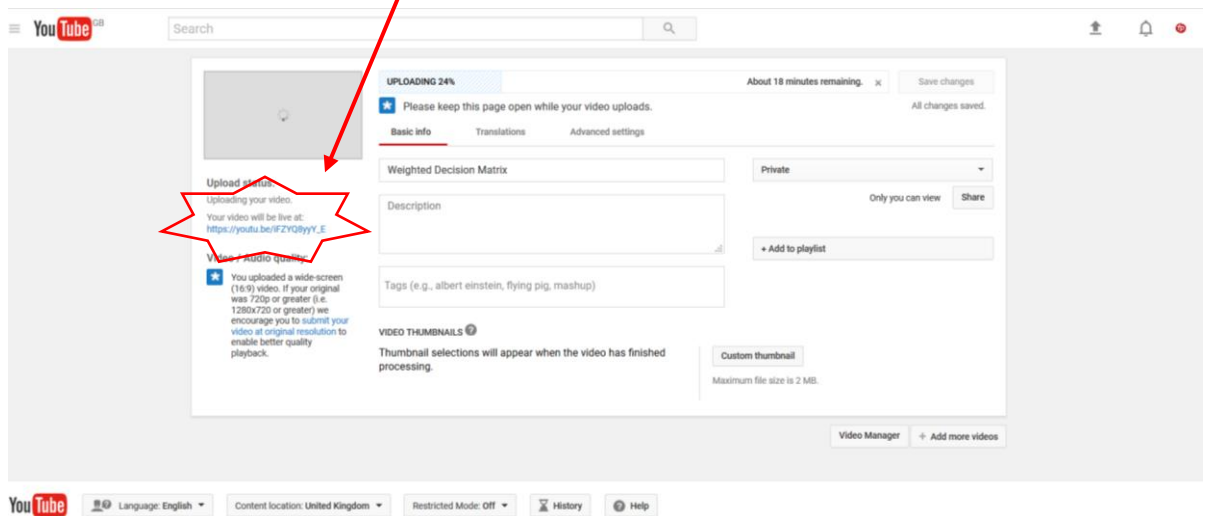 YouTube GB
Search
UPLOADING 24%
About 18 minutes remaining.
Save changes
Please keep this page open while your video uploads.
All changes saved.
Basic info
Translations
Advanced settings
Weighted Decision Matrix
Private
Upload status:
Uploading your video.
Your video will be live at:
https://youtu.be/iFZYQ8yyY_E
Description
Only you can view
Share
+ Add to playlist
Video / Audio quality:
You uploaded a wide-screen
(16:9) video. If your original
was 720p or greater (i.e.
1280x720 or greater) we
encourage you to submit your
video at original resolution to
enable better quality
playback.
Tags (e.g., albert einstein, flying pig, mashup)
VIDEO THUMBNAILS
Thumbnail selections will appear when the video has finished
processing.
Custom thumbnail
Maximum file size is 2 MB.
Video Manager
+ Add more videos
YouTube
Language: English
Content location: United Kingdom
Restricted Mode: Off
History
Help